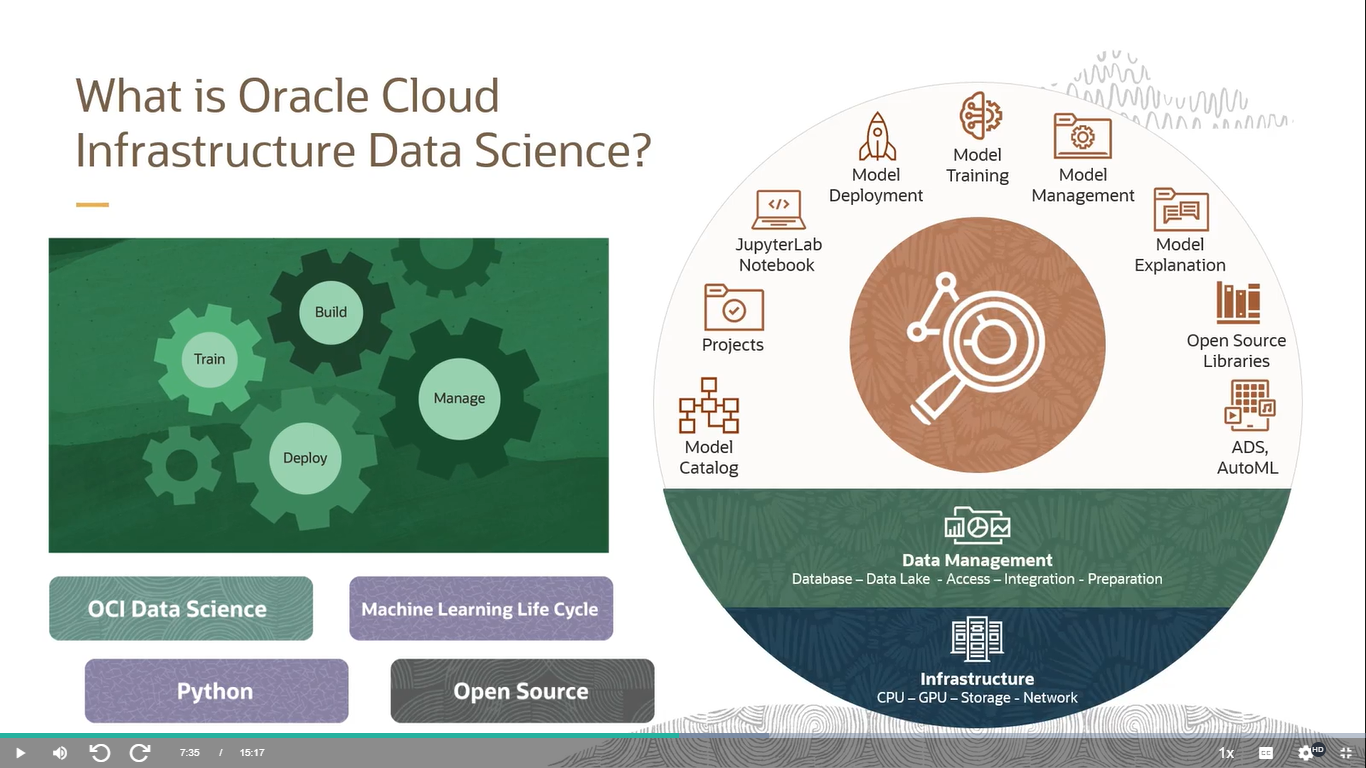 What is Oracle Cloud
Infrastructure Data Science?
Build
Train
Manage
Deploy
OCI Data Science
Machine Learning Life Cycle
Python
Open Source
Model
Training
Model
Deployment
Model
Management
JupyterLab
Notebook
Model
Explanation
Projects
Open Source
Libraries
Model
Catalog
ADS,
AutoML
Data Management
Database – Data Lake - Access – Integration - Preparation
Infrastructure
CPU – GPU – Storage - Network
7:35 / 15:17
1x
HD